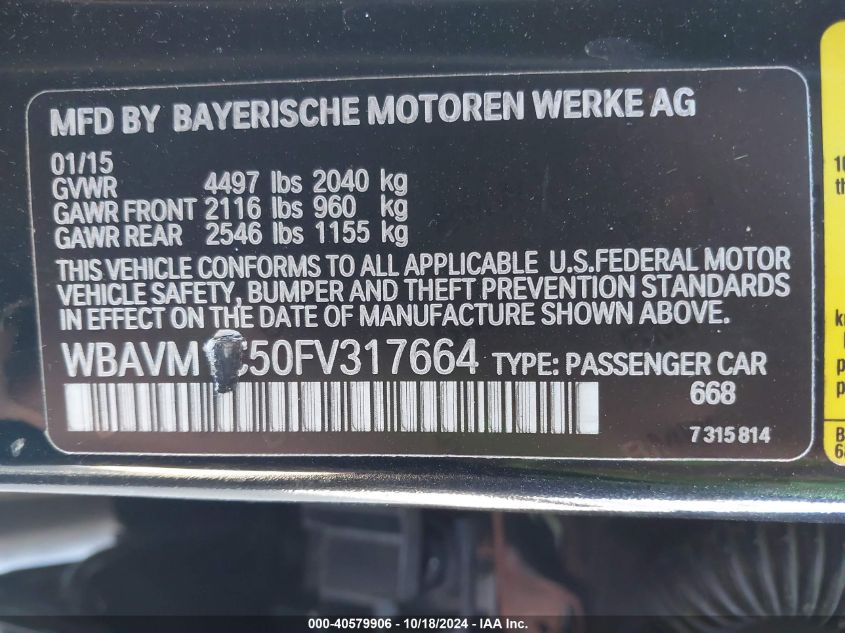 MFD BY BAYERISCHE MOTOREN WERKE AG
01/15
GVWR 4497 lbs 2040 kg
GAWR FRONT 2116 lbs 960 kg
GAWR REAR 2546 lbs 1155 kg
THIS VEHICLE CONFORMS TO ALL APPLICABLE U.S.FEDERAL MOTOR
VEHICLE SAFETY, BUMPER AND THEFT PREVENTION STANDARDS
IN EFFECT ON THE DATE OF MANUFACTURE SHOWN ABOVE.
TYPE: PASSENGER CAR
668
7315814
000-40579906 - 10/18/2024 - IAA Inc.